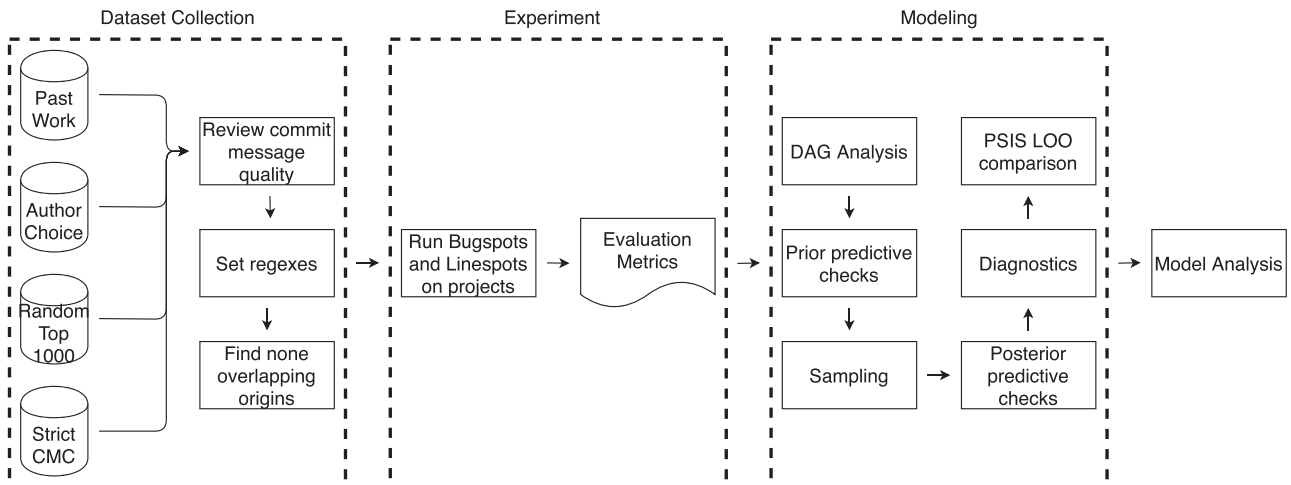 Dataset Collection
Experiment
Modeling
Past
Work
Author
Choice
Random
Top
1000
Strict
CMC
Review commit
message
quality
Set regexes
Find none
overlapping
origins
Run Bugspots
and Linespots
on projects
Evaluation
Metrics
DAG Analysis
Prior predictive
checks
Sampling
PSIS LOO
comparison
Diagnostics
Posterior
predictive
checks
Model Analysis